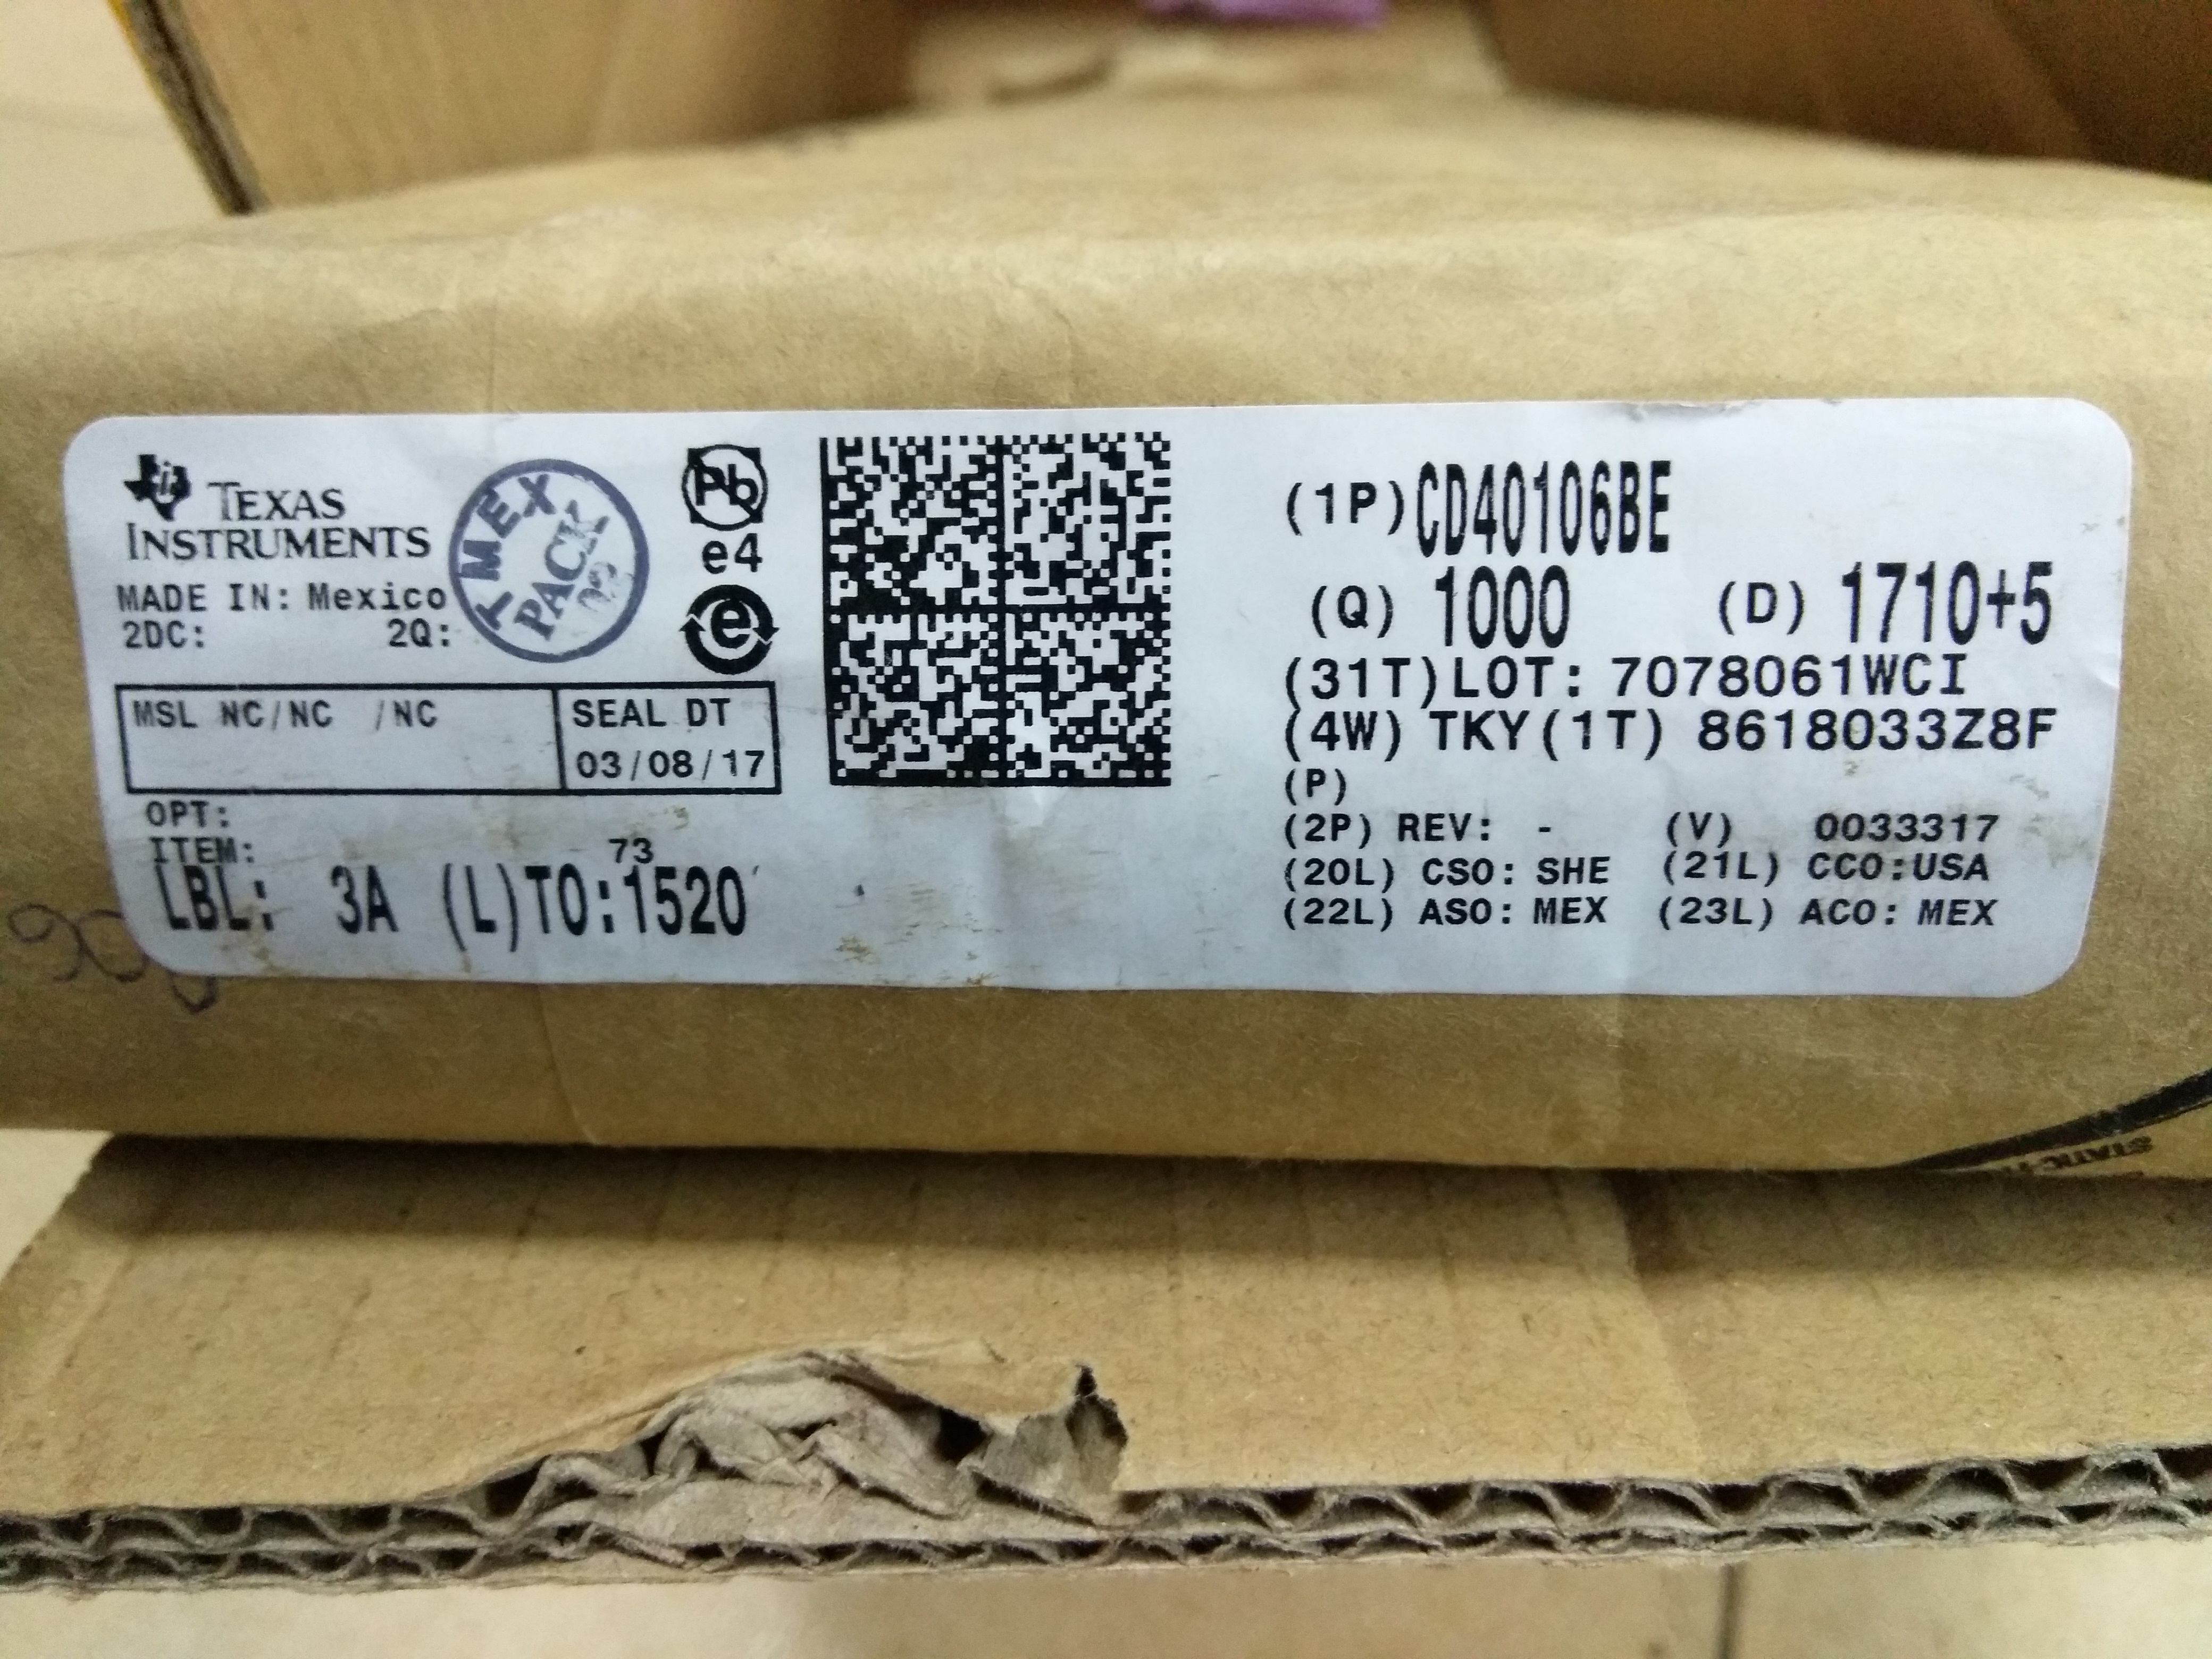 TEXAS
INSTRUMENTS
MADE IN: Mexico
2DC: 2Q:
TMEX
PACK
Pb
e4
e
MSL NC/NC /NC
SEAL DT
03/08/17
OPT:
ITEM:
73
LBL: 3A (L)TO:1520
(1P)CD40106BE
(Q) 1000 (D) 1710+5
(31T)LOT: 7078061WCI
(4W) TKY(1T) 8618033Z8F
(P)
(2P) REV: - (V) 0033317
(20L) CSO: SHE (21L) CCO:USA
(22L) ASO: MEX (23L) ACO: MEX